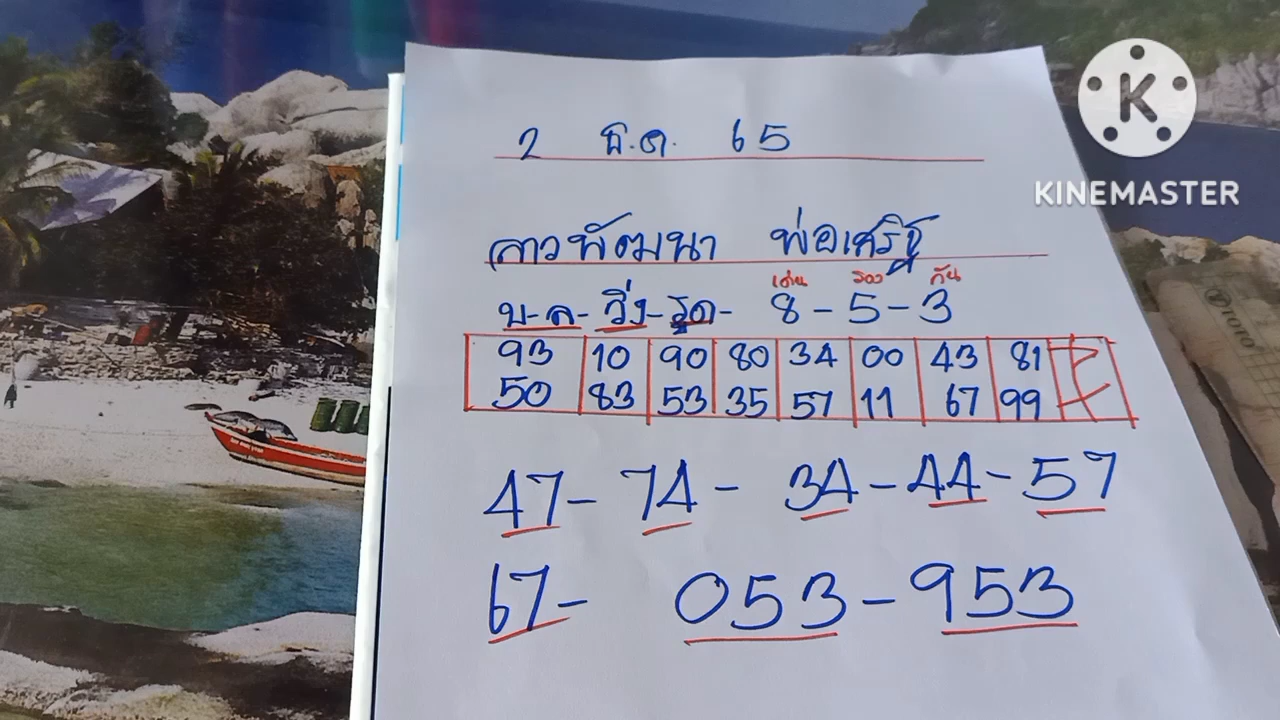 2 ธ.ค. 65
K
KINEMASTER
ลาวพัฒนา พ่อเศริฐ
เด่น รอง กัน
บ-ล-วิ่ง-รูด- 8-5-3
93 10 90 80 34 00 43 81
50 83 53 35 57 11 67 99
47- 74- 34-44-57
67- 053-953